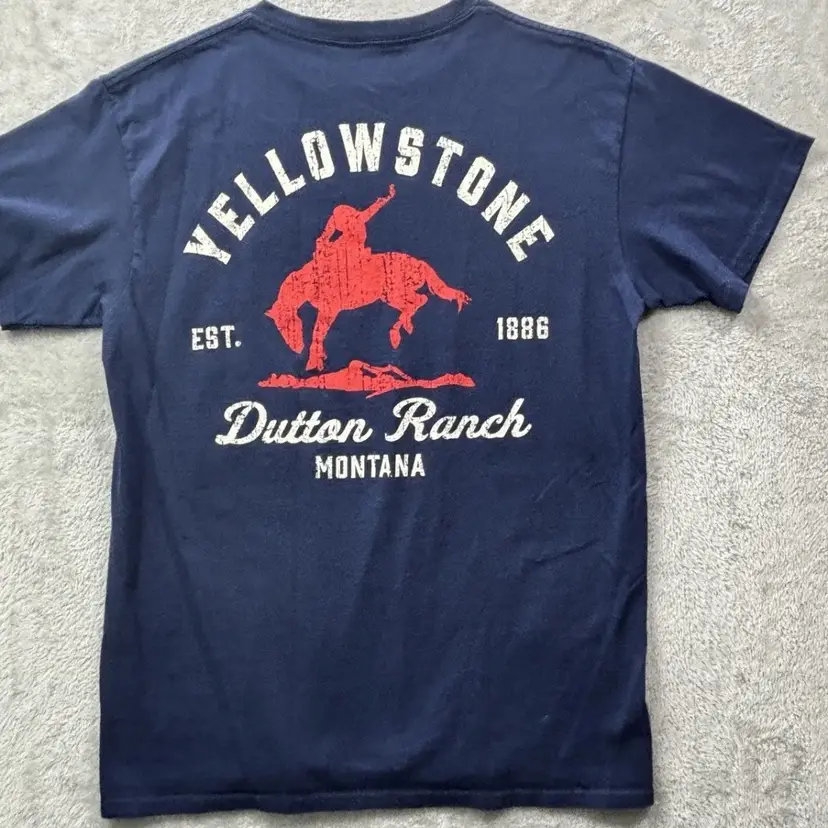 YELLOWSTONE
EST. 1886
Dutton Ranch
MONTANA